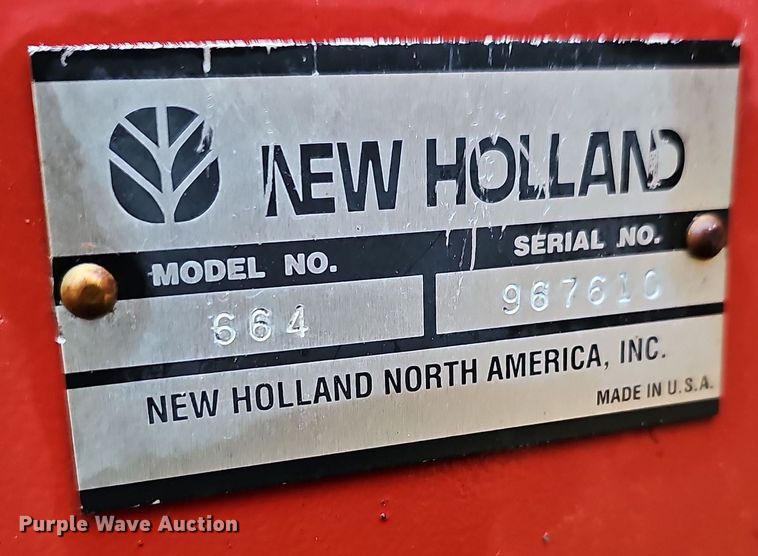 NEW HOLLAND
MODEL NO.
SERIAL NO.
664
967610
NEW HOLLAND NORTH AMERICA, INC.
MADE IN U.S.A.
Purple Wave Auction